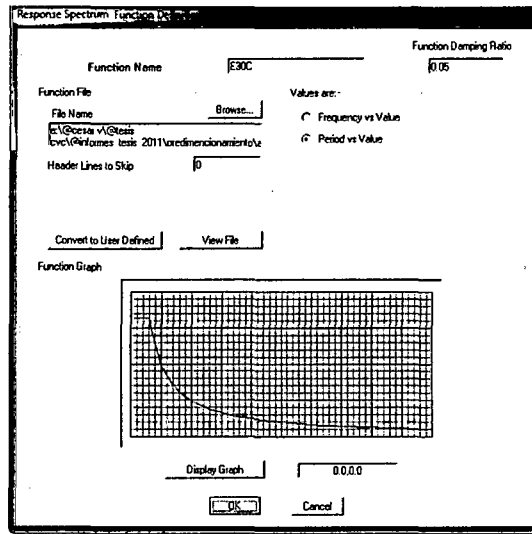 Response Spectrum Function Definition
Function Damping Ratio
Function Name
E30C
0.05
Function File
Values are:-
File Name
Browse...
e:\@cesar v\@tesis
cvc\@informes tesis 2011\predimencionamiento\e
Frequency vs Value
Period vs Value
Header Lines to Skip
0
Convert to User Defined
View File
Function Graph
Display Graph
0.0,0.0
OK
Cancel